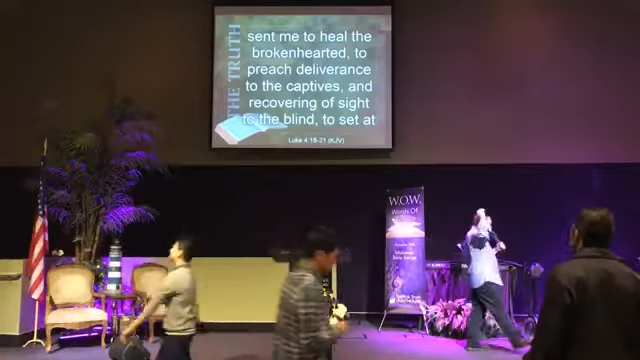 THE TRUTH
sent me to heal the
brokenhearted, to
preach deliverance
to the captives, and
recovering of sight
to the blind, to set at
Luke 4:18-21 (KJV)
W.O.W.
Words Of